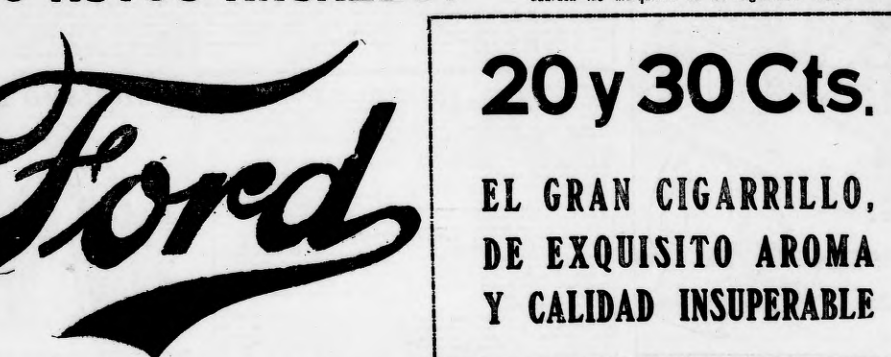 Ford
20 y 30 Cts.
EL GRAN CIGARRILLO,
DE EXQUISITO AROMA
Y CALIDAD INSUPERABLE